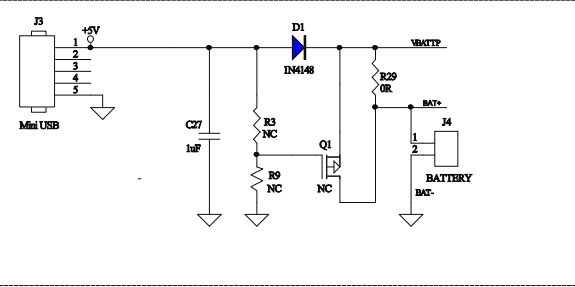 J3
+5V
1
2
3
4
5
Mini USB
D1
1N4148
VBATTP
R29
0R
BAT+
C27
1uF
R3
NC
R9
NC
Q1
NC
J4
1
2
BATTERY
BAT-